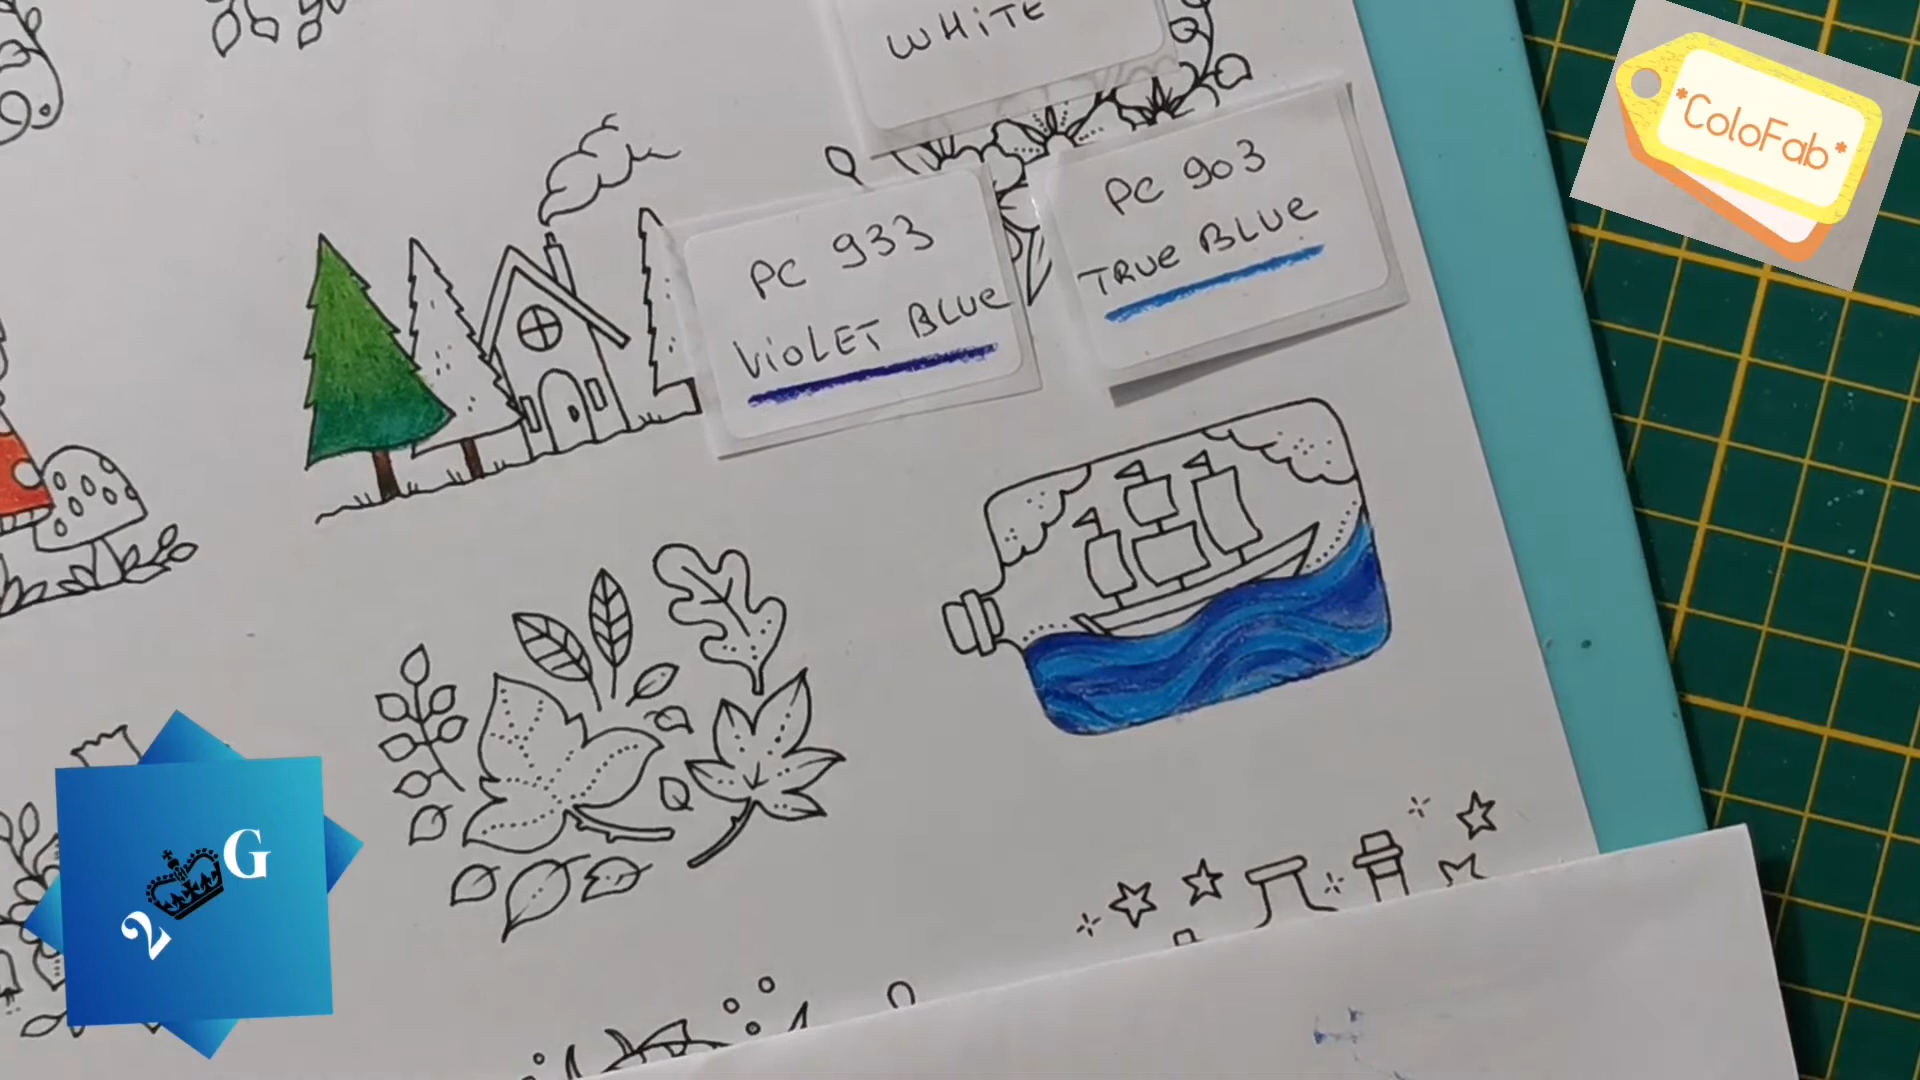 WHITE
PC 933
VIOLET BLUE
PC 903
TRUE BLUE
*ColoFab*
2 G